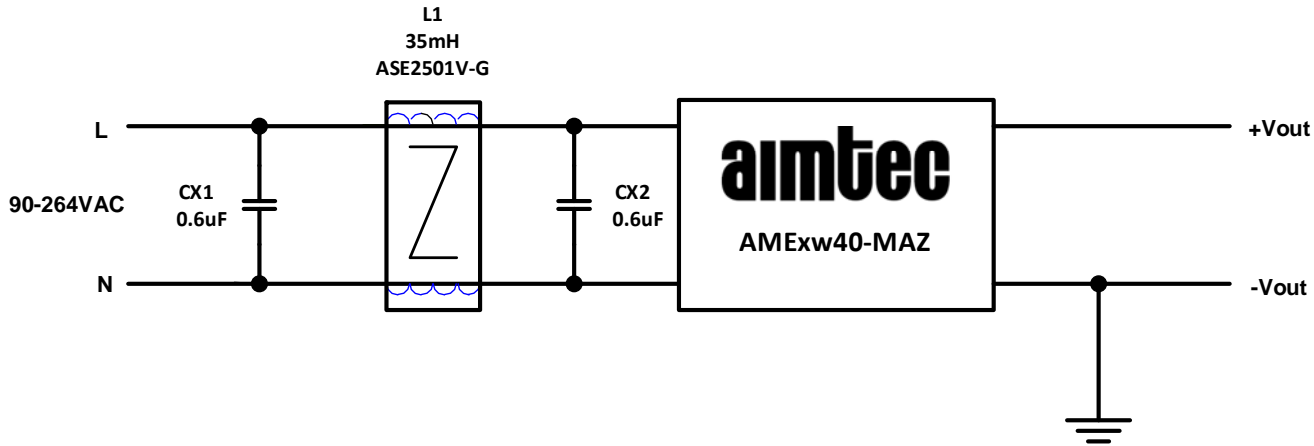 L1
35mH
ASE2501V-G
L
+Vout
aimtec
CX1
0.6uF
CX2
0.6uF
90-264VAC
AMExw40-MAZ
N
-Vout